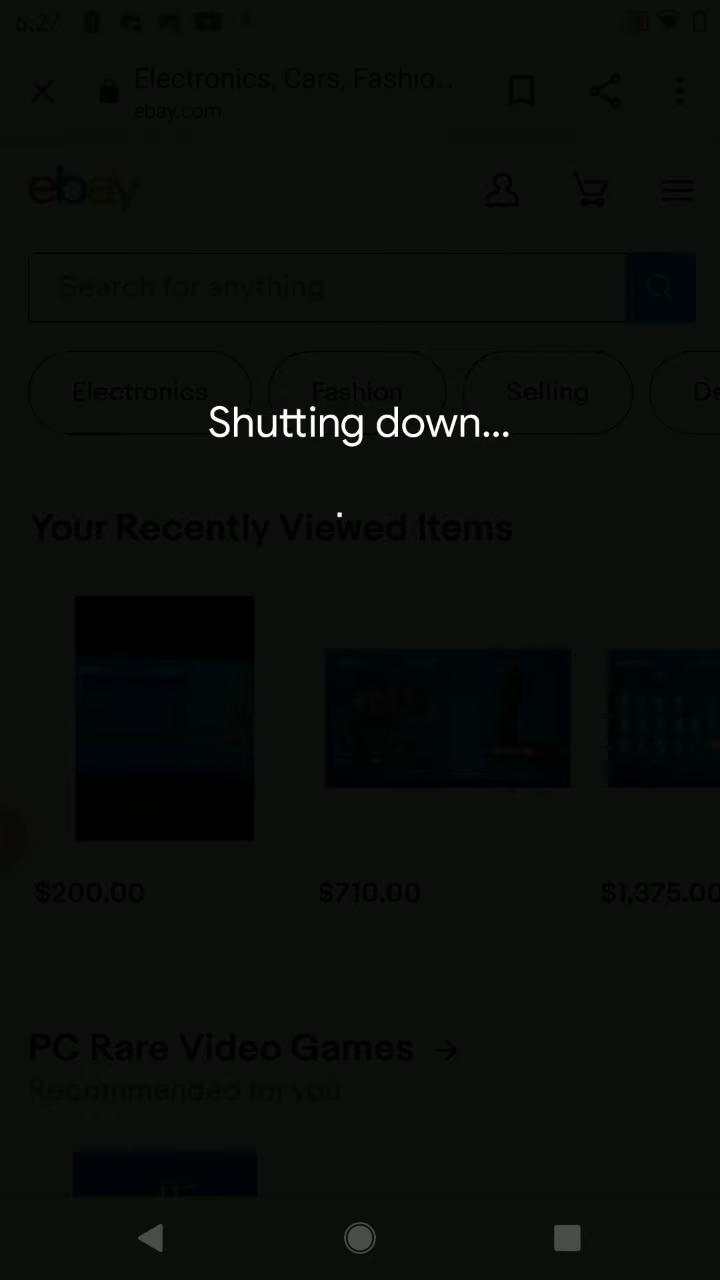 6:27
Electronics, Cars, Fashio...
ebay.com
ebay
Search for anything
Electronics
Fashion
Selling
De
Shutting down...
Your Recently Viewed Items
$200.00
$710.00
$1,375.00
PC Rare Video Games →
Recommended for you